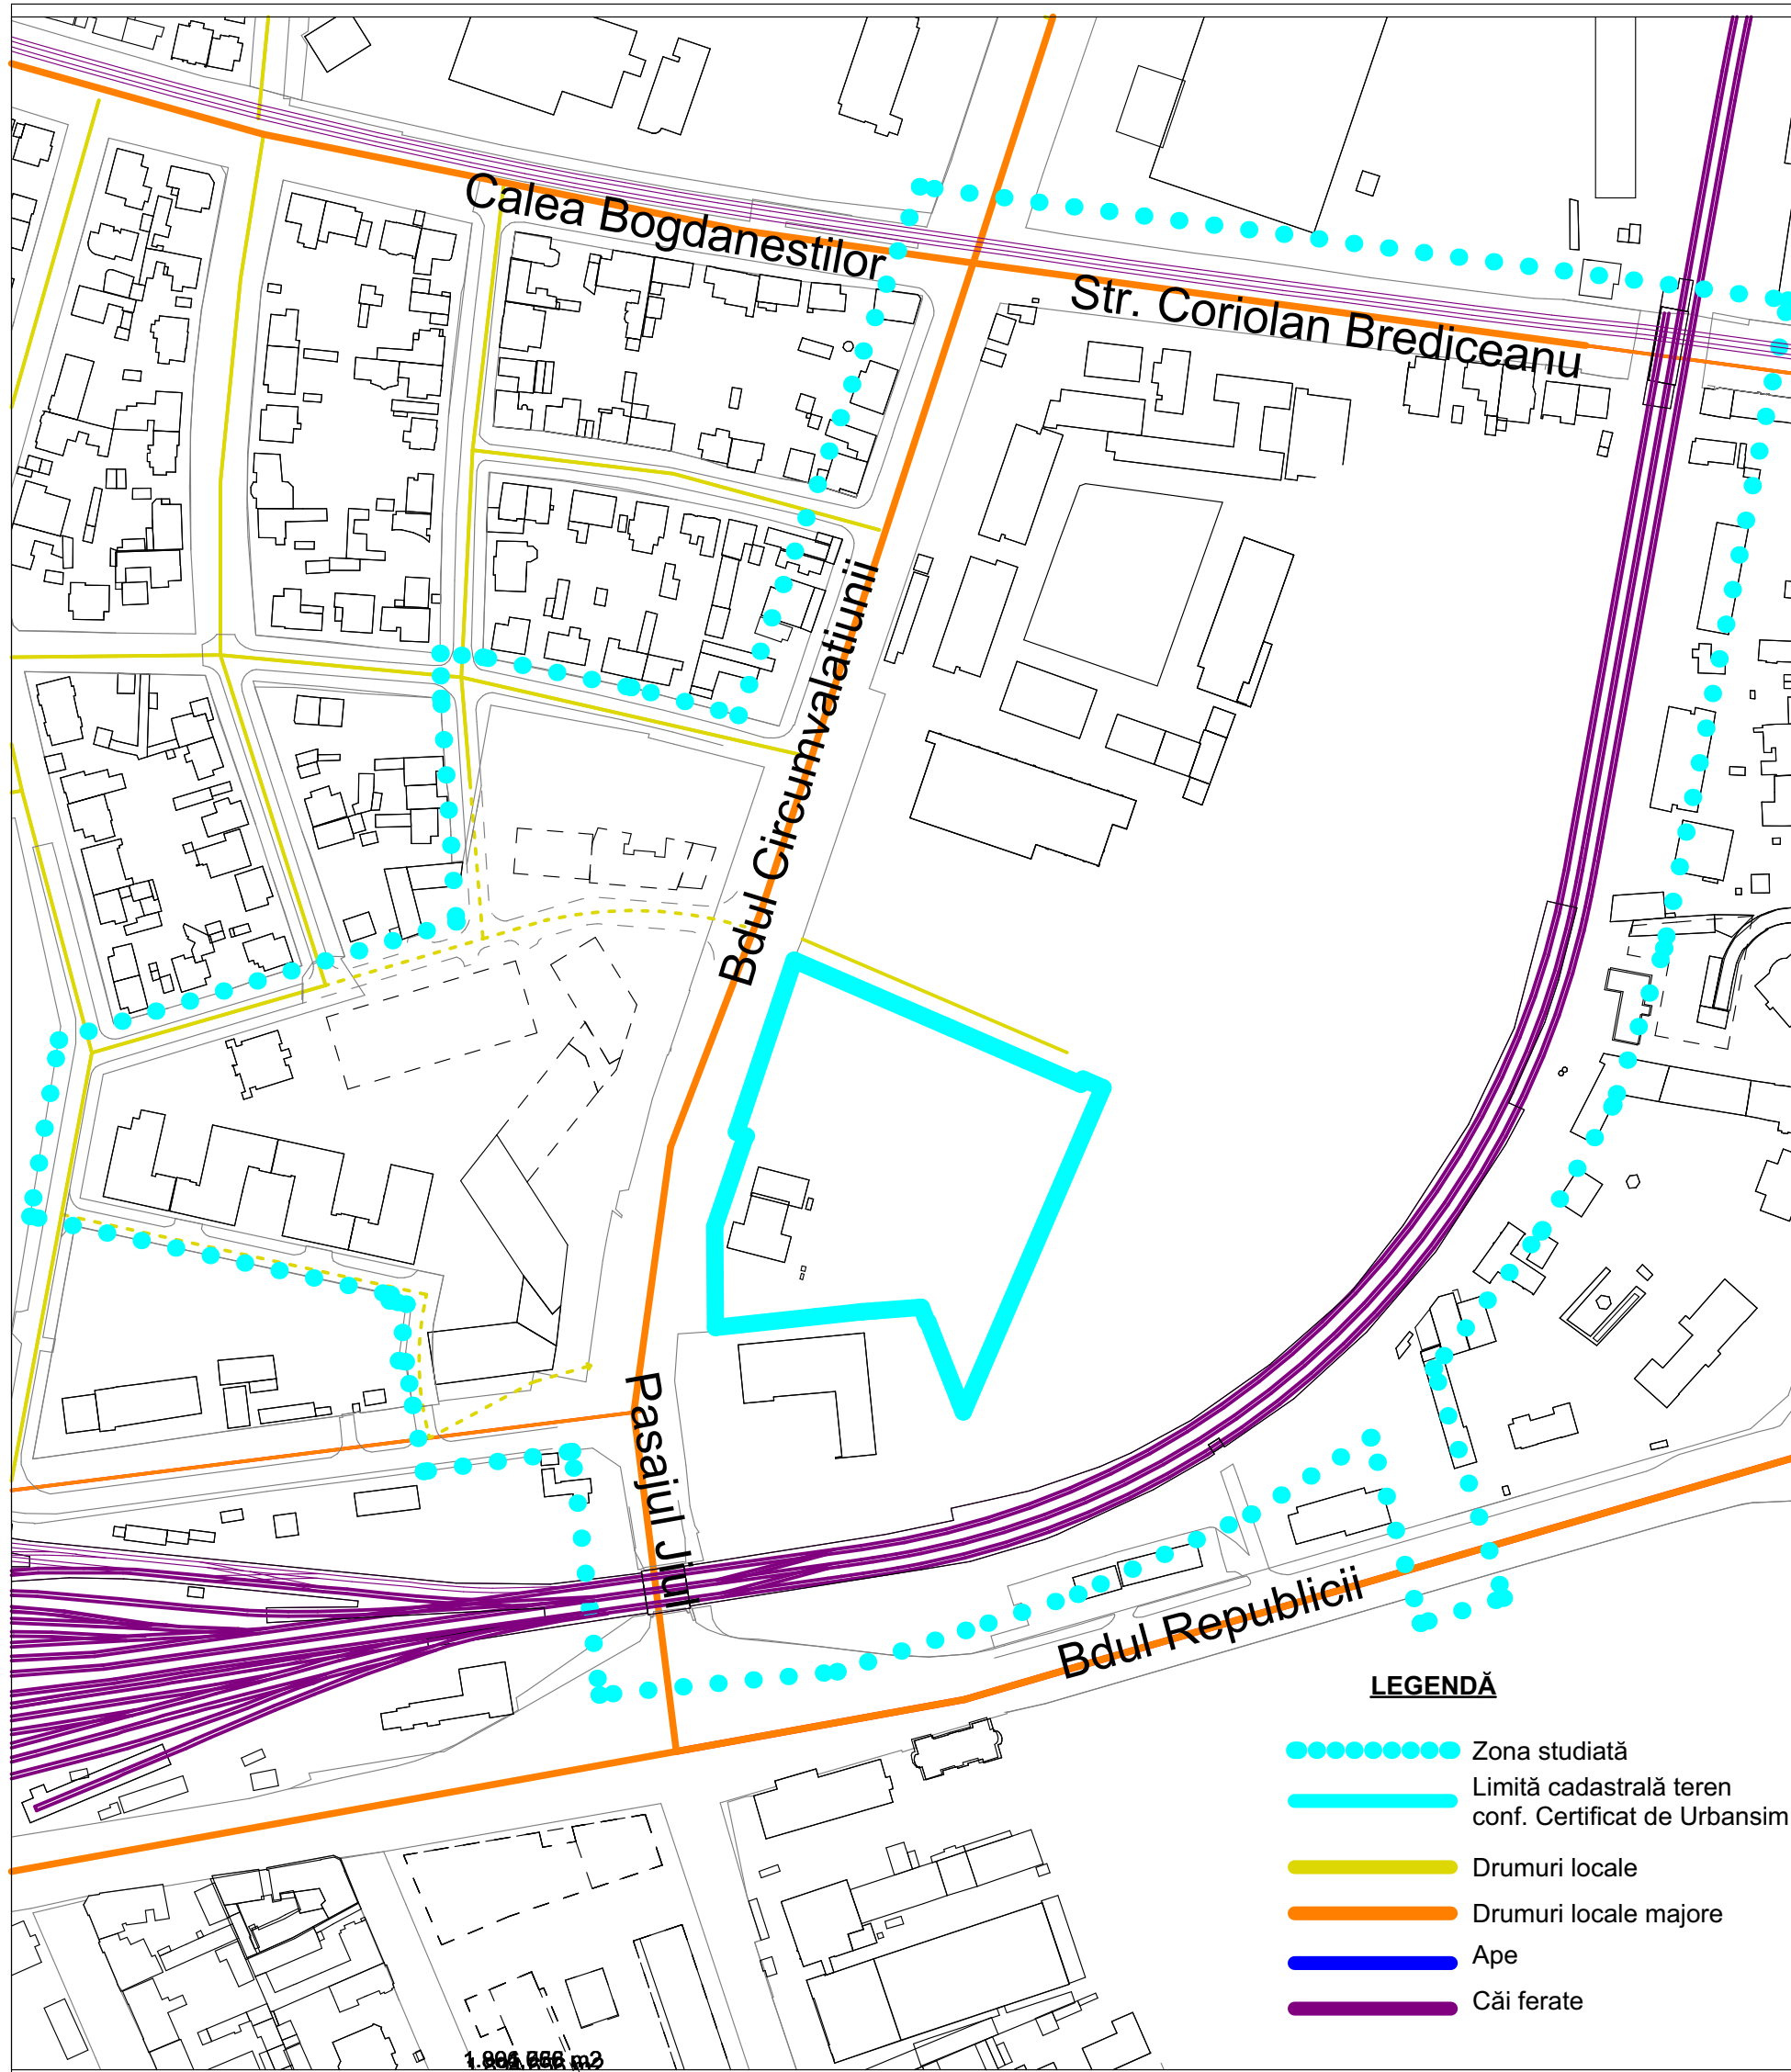 Calea Bogdanestilor
Str. Coriolan Brediceanu
Bdul Circumvalatiunii
Pasajul Jiul
Bdul Republicii
LEGENDĂ
Zona studiată
Limită cadastrală teren
conf. Certificat de Urbansim
Drumuri locale
Drumuri locale majore
Ape
Căi ferate